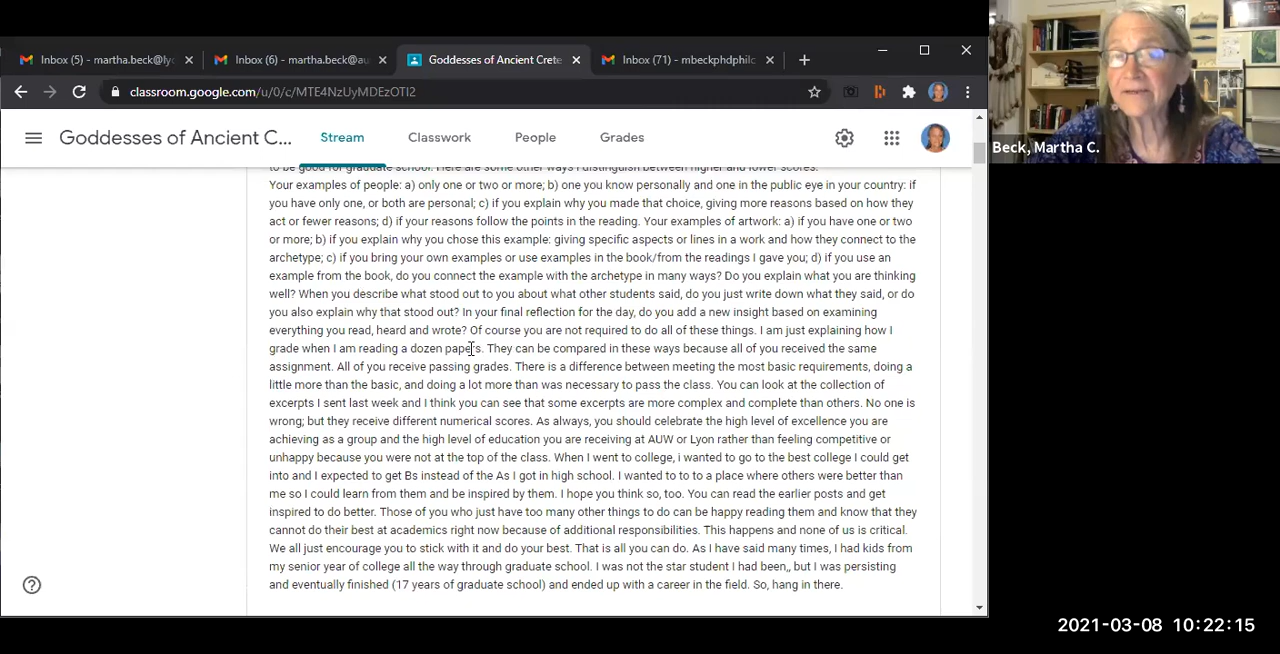 Inbox (5) - martha.beck@lyo
Inbox (6) - martha.beck@au
Goddesses of Ancient Crete
Inbox (71) - mbeckphdphilc
classroom.google.com/u/0/c/MTE4NzUyMDEzOTI2
Goddesses of Ancient C...
Stream
Classwork
People
Grades
Beck, Martha C.
to be good for graduate school. Here are some other ways I distinguish between higher and lower scores:
Your examples of people: a) only one or two or more; b) one you know personally and one in the public eye in your country: if
you have only one, or both are personal; c) if you explain why you made that choice, giving more reasons based on how they
act or fewer reasons; d) if your reasons follow the points in the reading. Your examples of artwork: a) if you have one or two
or more; b) if you explain why you chose this example: giving specific aspects or lines in a work and how they connect to the
archetype; c) if you bring your own examples or use examples in the book/from the readings I gave you; d) if you use an
example from the book, do you connect the example with the archetype in many ways? Do you explain what you are thinking
well? When you describe what stood out to you about what other students said, do you just write down what they said, or do
you also explain why that stood out? In your final reflection for the day, do you add a new insight based on examining
everything you read, heard and wrote? Of course you are not required to do all of these things. I am just explaining how I
grade when I am reading a dozen papers. They can be compared in these ways because all of you received the same
assignment. All of you receive passing grades. There is a difference between meeting the most basic requirements, doing a
little more than the basic, and doing a lot more than was necessary to pass the class. You can look at the collection of
excerpts I sent last week and I think you can see that some excerpts are more complex and complete than others. No one is
wrong; but they receive different numerical scores. As always, you should celebrate the high level of excellence you are
achieving as a group and the high level of education you are receiving at AUW or Lyon rather than feeling competitive or
unhappy because you were not at the top of the class. When I went to college, i wanted to go to the best college I could get
into and I expected to get Bs instead of the As I got in high school. I wanted to to to a place where others were better than
me so I could learn from them and be inspired by them. I hope you think so, too. You can read the earlier posts and get
inspired to do better. Those of you who just have too many other things to do can be happy reading them and know that they
cannot do their best at academics right now because of additional responsibilities. This happens and none of us is critical.
We all just encourage you to stick with it and do your best. That is all you can do. As I have said many times, I had kids from
my senior year of college all the way through graduate school. I was not the star student I had been,, but I was persisting
and eventually finished (17 years of graduate school) and ended up with a career in the field. So, hang in there.
2021-03-08 10:22:15